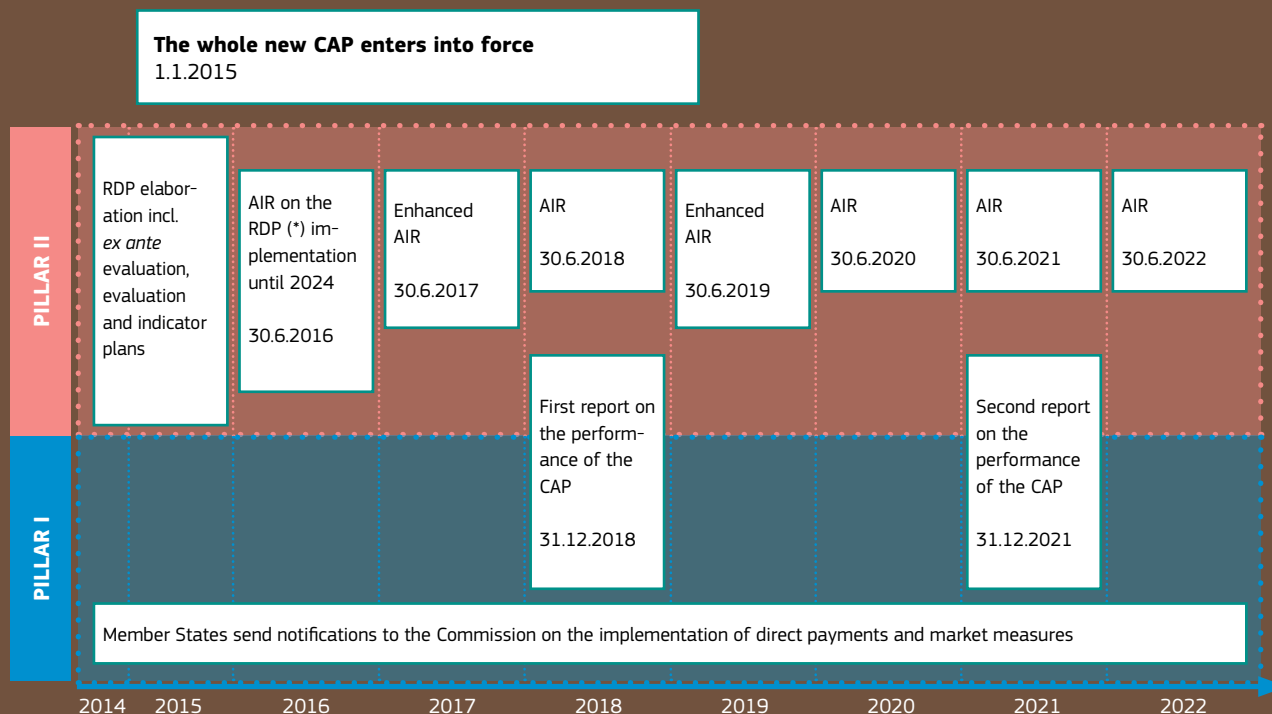 The whole new CAP enters into force
1.1.2015
PILLAR II
RDP elabor-
ation incl.
ex ante
evaluation,
evaluation
and indicator
plans
AIR on the
RDP (*) im-
plementation
until 2024
30.6.2016
Enhanced
AIR
30.6.2017
AIR
30.6.2018
Enhanced
AIR
30.6.2019
AIR
30.6.2020
AIR
30.6.2021
AIR
30.6.2022
First report on
the perform-
ance of the
CAP
31.12.2018
Second report
on the
performance
of the CAP
31.12.2021
PILLAR I
Member States send notifications to the Commission on the implementation of direct payments and market measures
2014 2015 2016 2017 2018 2019 2020 2021 2022